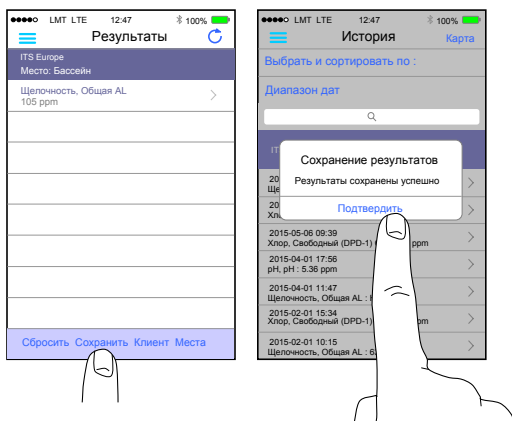 LMT LTE 12:47 100%
Результаты
ITS Europe
Место: Бассейн
Щелочность, Общая AL
105 ppm
Сбросить Сохранить Клиент Места
LMT LTE 12:47 100%
История Карта
Выбрать и сортировать по :
Диапазон дат
Сохранение результатов
Результаты сохранены успешно
Подтвердить
2015-05-06 09:39
Хлор, Свободный (DPD-1) ppm
2015-04-01 17:56
pH, pH : 5.36 ppm
2015-04-01 11:47
Щелочность, Общая AL :
2015-02-01 15:34
Хлор, Свободный (DPD-1)
2015-02-01 10:15
Щелочность, Общая AL :